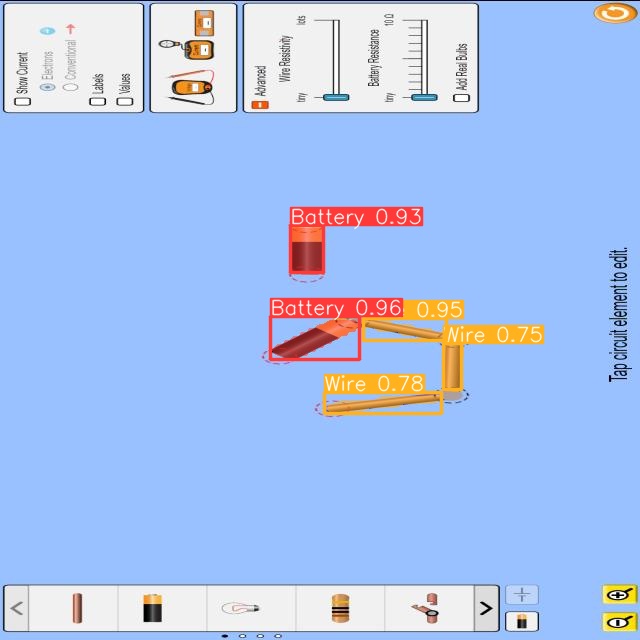 Show Current
Electrons
Conventional
Labels
Values
Advanced
Wire Resistivity
tiny
lots
Battery Resistance
tiny
10 Ω
Add Real Bulbs
Battery 0.93
Battery 0.96
0.95
Wire 0.75
Wire 0.78
Tap circuit element to edit.